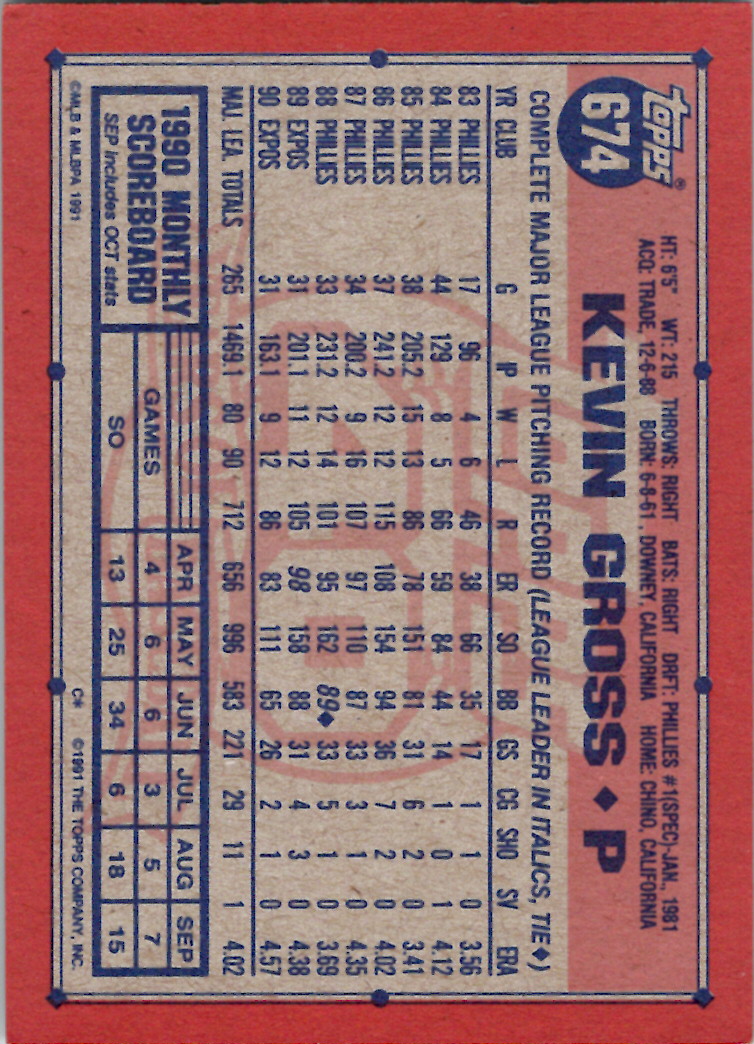 Topps®
674
HT: 6'5" WT: 215 THROWS: RIGHT BATS: RIGHT DRFT: PHILLIES #1(SPEC)-JAN., 1981
ACQ: TRADE, 12-6-88 BORN: 6-8-61, DOWNEY, CALIFORNIA HOME: CHINO, CALIFORNIA
KEVIN GROSS ♦ P
COMPLETE MAJOR LEAGUE PITCHING RECORD (LEAGUE LEADER IN ITALICS, TIE♦)
YR CLUB G IP W L R ER SO BB GS CG SHO SV ERA
83 PHILLIES 17 96 4 6 46 38 66 35 17 1 1 0 3.56
84 PHILLIES 44 129 8 5 66 59 84 44 14 1 0 1 4.12
85 PHILLIES 38 205.2 15 13 86 78 151 81 31 6 2 0 3.41
86 PHILLIES 37 241.2 12 12 115 108 154 94 36 7 2 0 4.02
87 PHILLIES 34 200.2 9 16 107 97 110 87 33 3 1 0 4.35
88 PHILLIES 33 231.2 12 14 101 95 162 89♦ 33 5 1 0 3.69
89 EXPOS 31 201.1 11 12 105 98 158 88 31 4 3 0 4.38
90 EXPOS 31 163.1 9 12 86 83 111 65 26 2 1 0 4.57
MAJ. LEA. TOTALS 265 1469.1 80 90 712 656 996 583 221 29 11 1 4.02
1990 MONTHLY
SCOREBOARD
SEP includes OCT stats
APR MAY JUN JUL AUG SEP
GAMES 4 6 6 3 5 7
SO 13 25 34 6 18 15
©MLB & MLBPA 1991
C* ©1991 THE TOPPS COMPANY, INC.